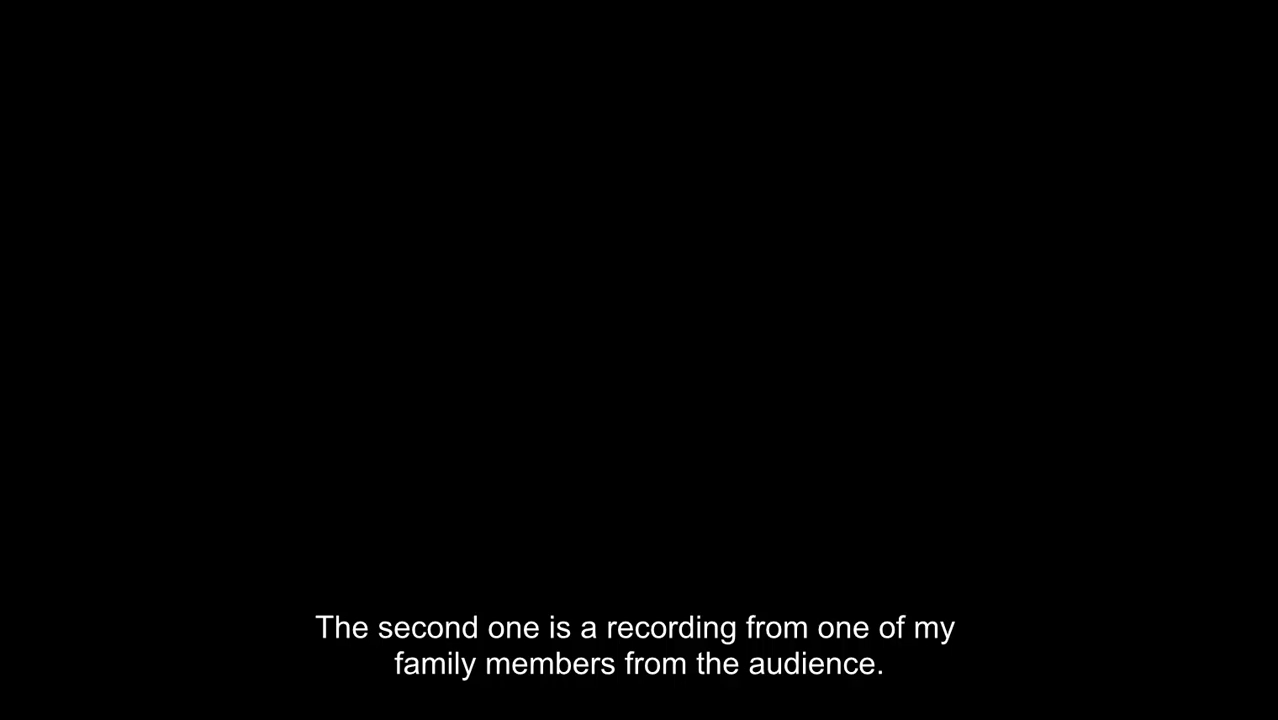 The second one is a recording from one of my
family members from the audience.